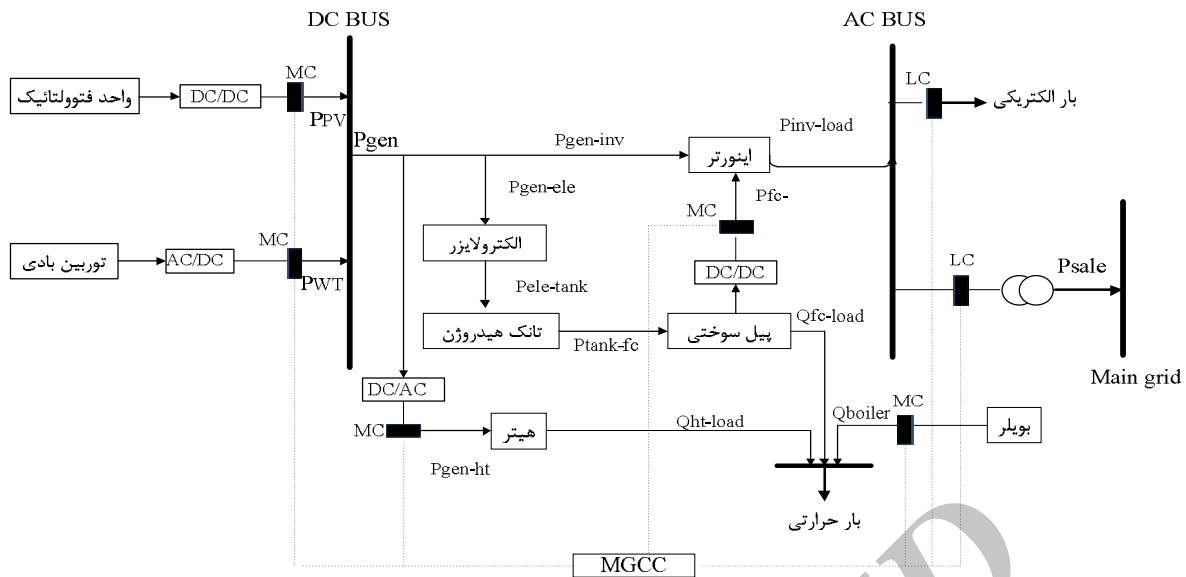 DC BUS
AC BUS
MC
LC
واحد فتوولتائیک
DC/DC
بار الکتریکی
PPV
Pgen
Pgen-inv
Pinv-load
اینورتر
Pgen-ele
Pfc-
MC
MC
LC
الکترولایزر
توربین بادی
AC/DC
Psale
PWT
DC/DC
Pele-tank
Qfc-load
تانک هیدروژن
پیل سوختی
Ptank-fc
Main grid
DC/AC
MC
Qboiler
MC
هیتر
Qht-load
بویلر
Pgen-ht
بار حرارتی
MGCC